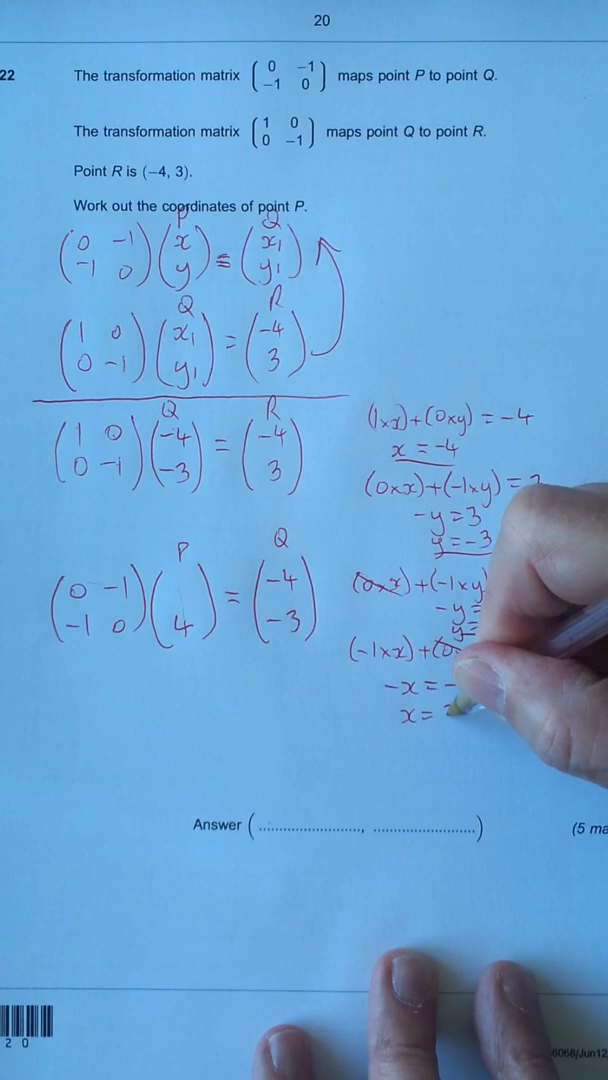 20
22 The transformation matrix ( 0 −1 −1 0 ) maps point P to point Q.
The transformation matrix ( 1 0 0 −1 ) maps point Q to point R.
Point R is (−4, 3).
Work out the coordinates of point P.
P Q
( 0 −1 −1 0 ) ( x y ) = ( x₁ y₁ )
Q R
( 1 0 0 −1 ) ( x₁ y₁ ) = ( −4 3 )
Q R
( 1 0 0 −1 ) ( −4 −3 ) = ( −4 3 )
(1×x)+(0×y) = −4
x = −4
(0×x)+(−1×y) =
−y = 3
y = −3
P Q
( 0 −1 −1 0 ) ( 4 ) = ( −4 −3 )
(0×x)+(−1×y)
−y =
y =
(−1×x)+(0
−x = −
x =
Answer (........................, ........................)
(5 ma
2 0
6068/Jun12